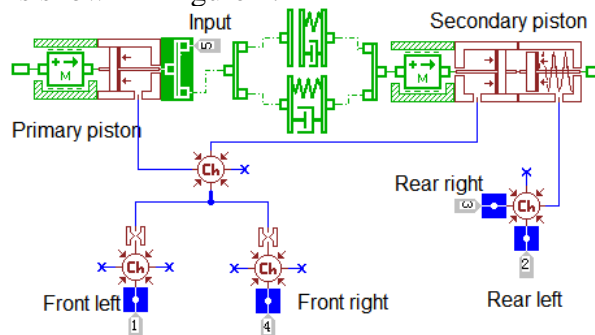 Input
Secondary piston
5
M
M
Primary piston
Ch
Rear right
3
Ch
Ch
Ch
2
Front left
Front right
Rear left
1
4